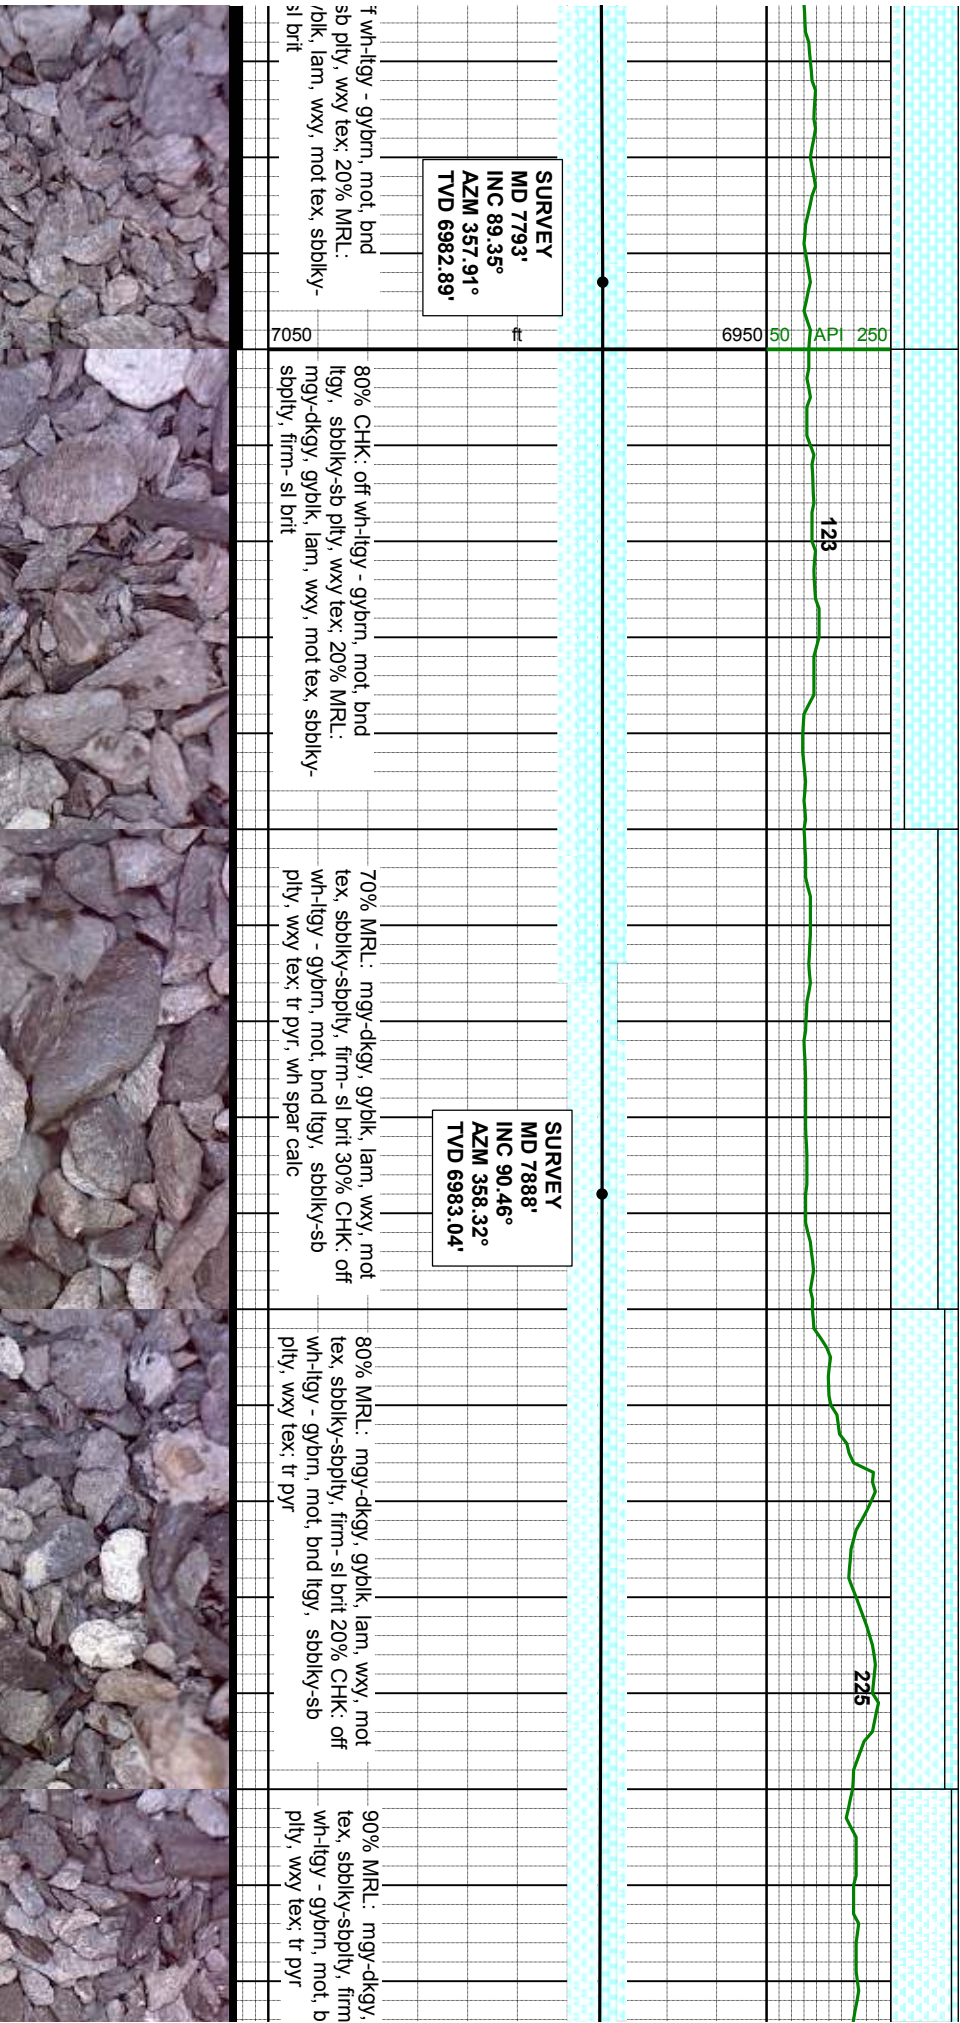 f wh-ltgy - gybrn, mot, bnd
sb plty, wxy tex; 20% MRL:
/blk, lam, wxy, mot tex, sbblky-
sl brit
SURVEY
MD 7793'
INC 89.35°
AZM 357.91°
TVD 6982.89'
7050 ft 6950 50 API 250
123
80% CHK: off wh-ltgy - gybrn, mot, bnd
ltgy, sbblky-sb plty, wxy tex; 20% MRL:
mgy-dkgy, gyblk, lam, wxy, mot tex, sbblky-
sbplty, firm- sl brit
70% MRL: mgy-dkgy, gyblk, lam, wxy, mot
tex, sbblky-sbplty, firm- sl brit 30% CHK: off
wh-ltgy - gybrn, mot, bnd ltgy, sbblky-sb
plty, wxy tex; tr pyr, wh spar calc
SURVEY
MD 7888'
INC 90.46°
AZM 358.32°
TVD 6983.04'
80% MRL: mgy-dkgy, gyblk, lam, wxy, mot
tex, sbblky-sbplty, firm- sl brit 20% CHK: off
wh-ltgy - gybrn, mot, bnd ltgy, sbblky-sb
plty, wxy tex; tr pyr
225
90% MRL: mgy-dkgy,
tex, sbblky-sbplty, firm
wh-ltgy - gybrn, mot, b
plty, wxy tex; tr pyr